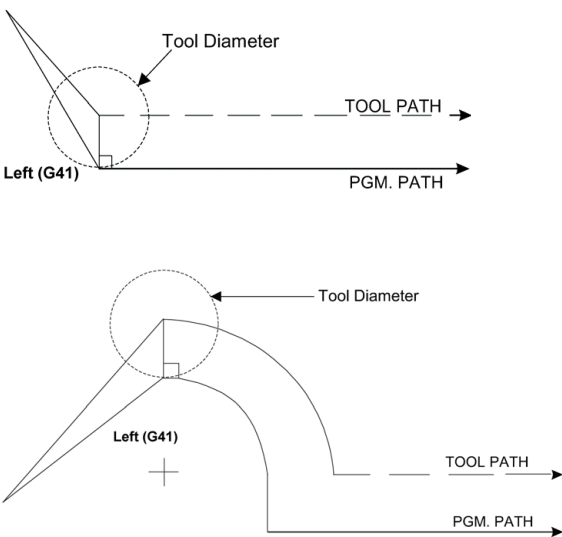 Tool Diameter
TOOL PATH
Left (G41)
PGM. PATH
Tool Diameter
Left (G41)
TOOL PATH
PGM. PATH